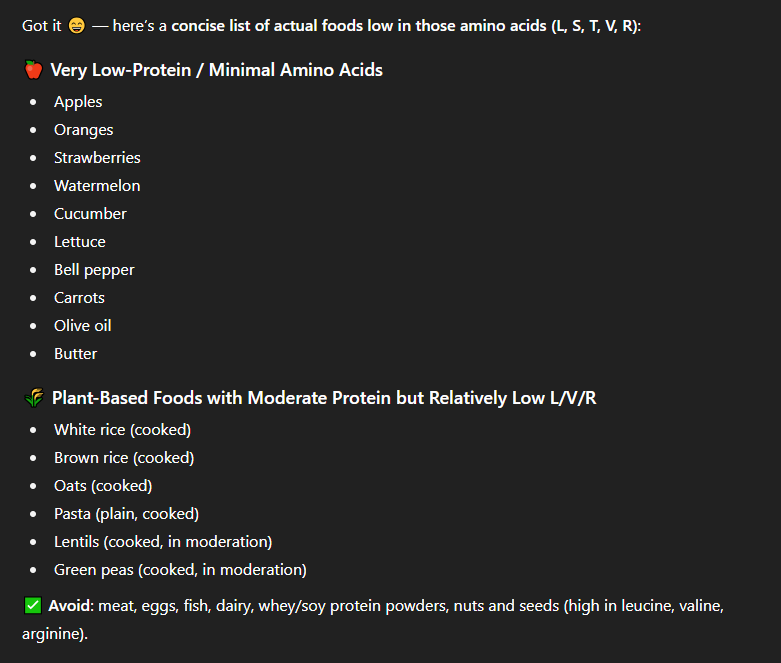 Got it 😄 — here's a concise list of actual foods low in those amino acids (L, S, T, V, R):
🍎 Very Low-Protein / Minimal Amino Acids
• Apples
• Oranges
• Strawberries
• Watermelon
• Cucumber
• Lettuce
• Bell pepper
• Carrots
• Olive oil
• Butter
🌾 Plant-Based Foods with Moderate Protein but Relatively Low L/V/R
• White rice (cooked)
• Brown rice (cooked)
• Oats (cooked)
• Pasta (plain, cooked)
• Lentils (cooked, in moderation)
• Green peas (cooked, in moderation)
✅ Avoid: meat, eggs, fish, dairy, whey/soy protein powders, nuts and seeds (high in leucine, valine,
arginine).